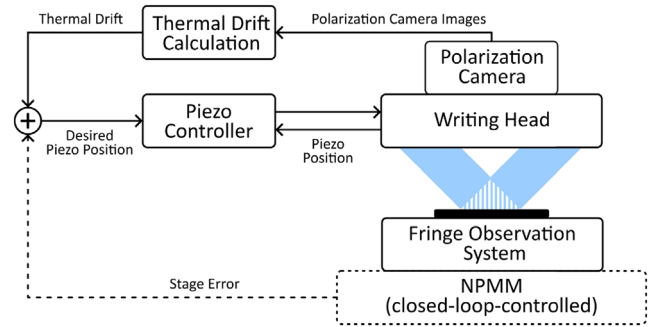 Thermal Drift
Thermal Drift
Calculation
Polarization Camera Images
Polarization
Camera
+
Desired
Piezo Position
Piezo
Controller
Piezo
Position
Writing Head
Fringe Observation
System
Stage Error
NPMM
(closed-loop-controlled)